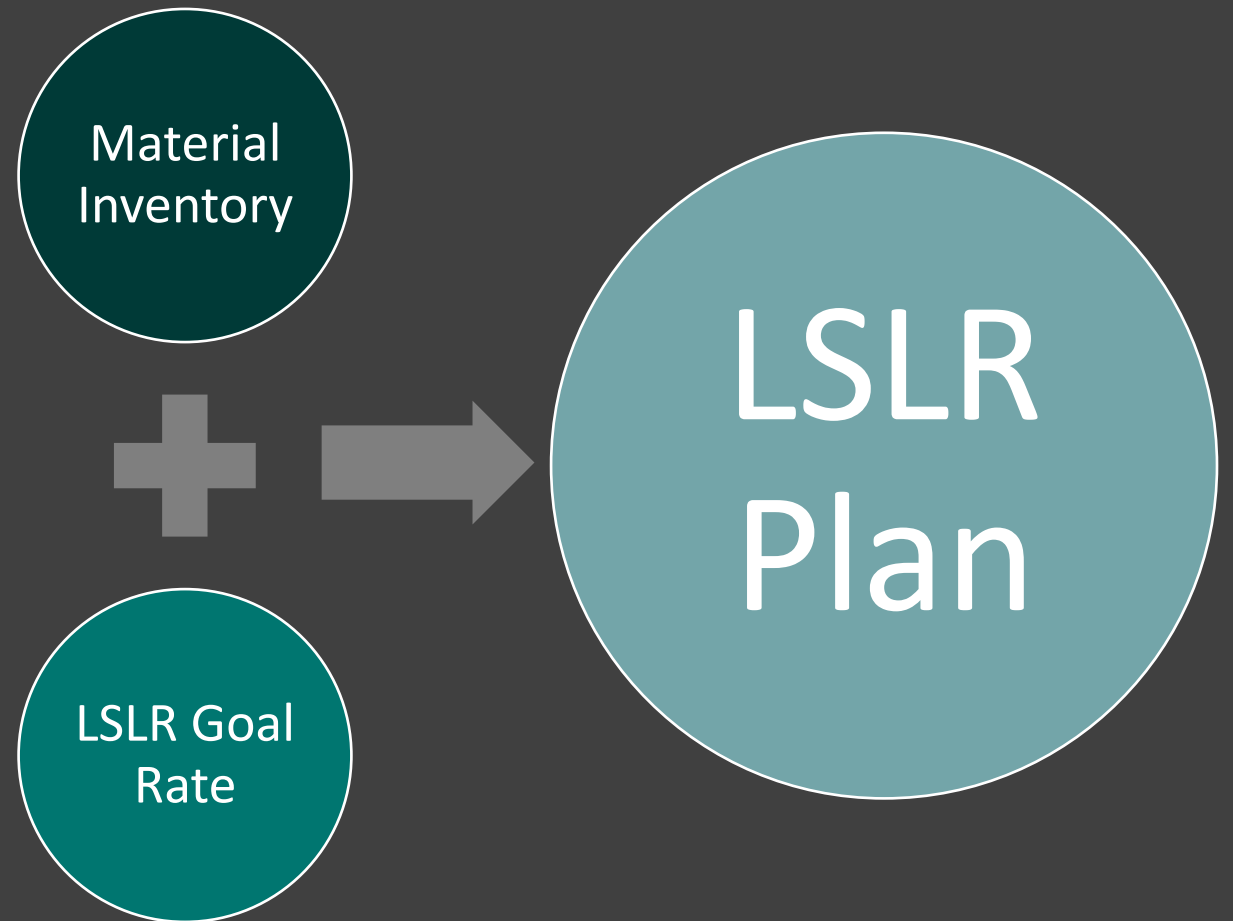 Material
Inventory
LSLR Goal
Rate
LSLR
Plan